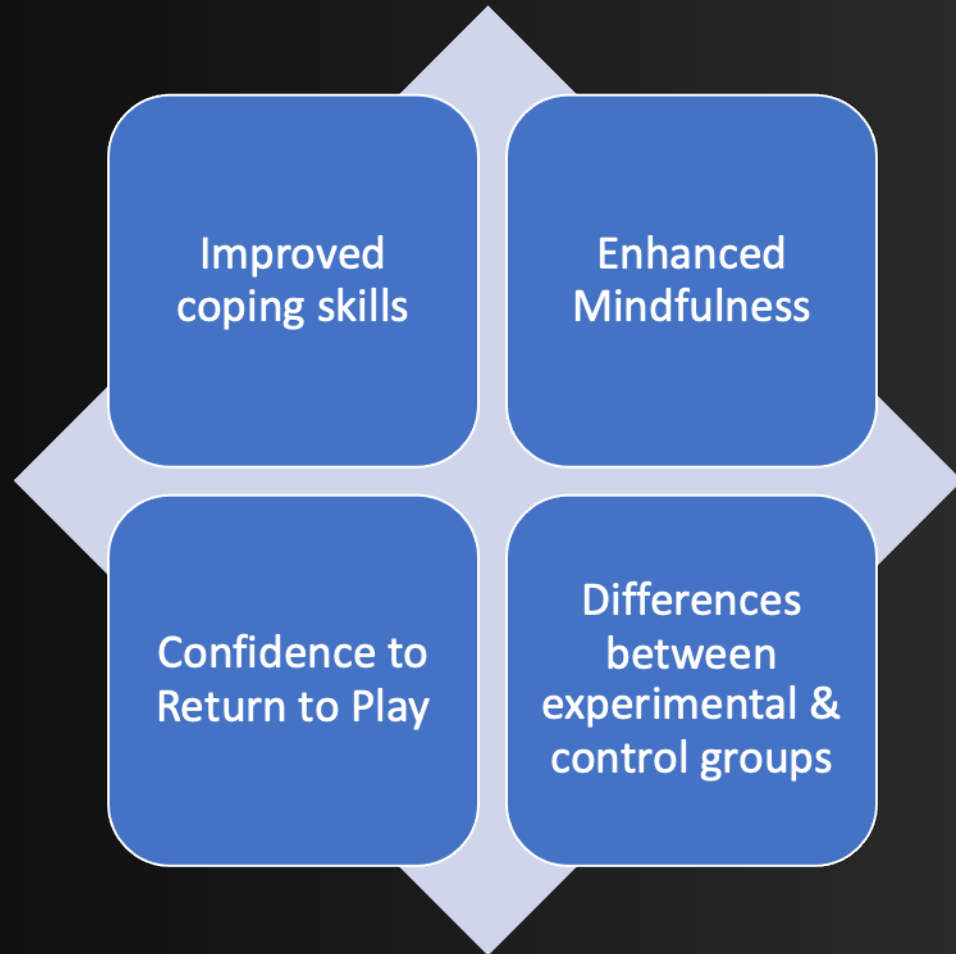 Improved
coping skills
Enhanced
Mindfulness
Confidence to
Return to Play
Differences
between
experimental &
control groups